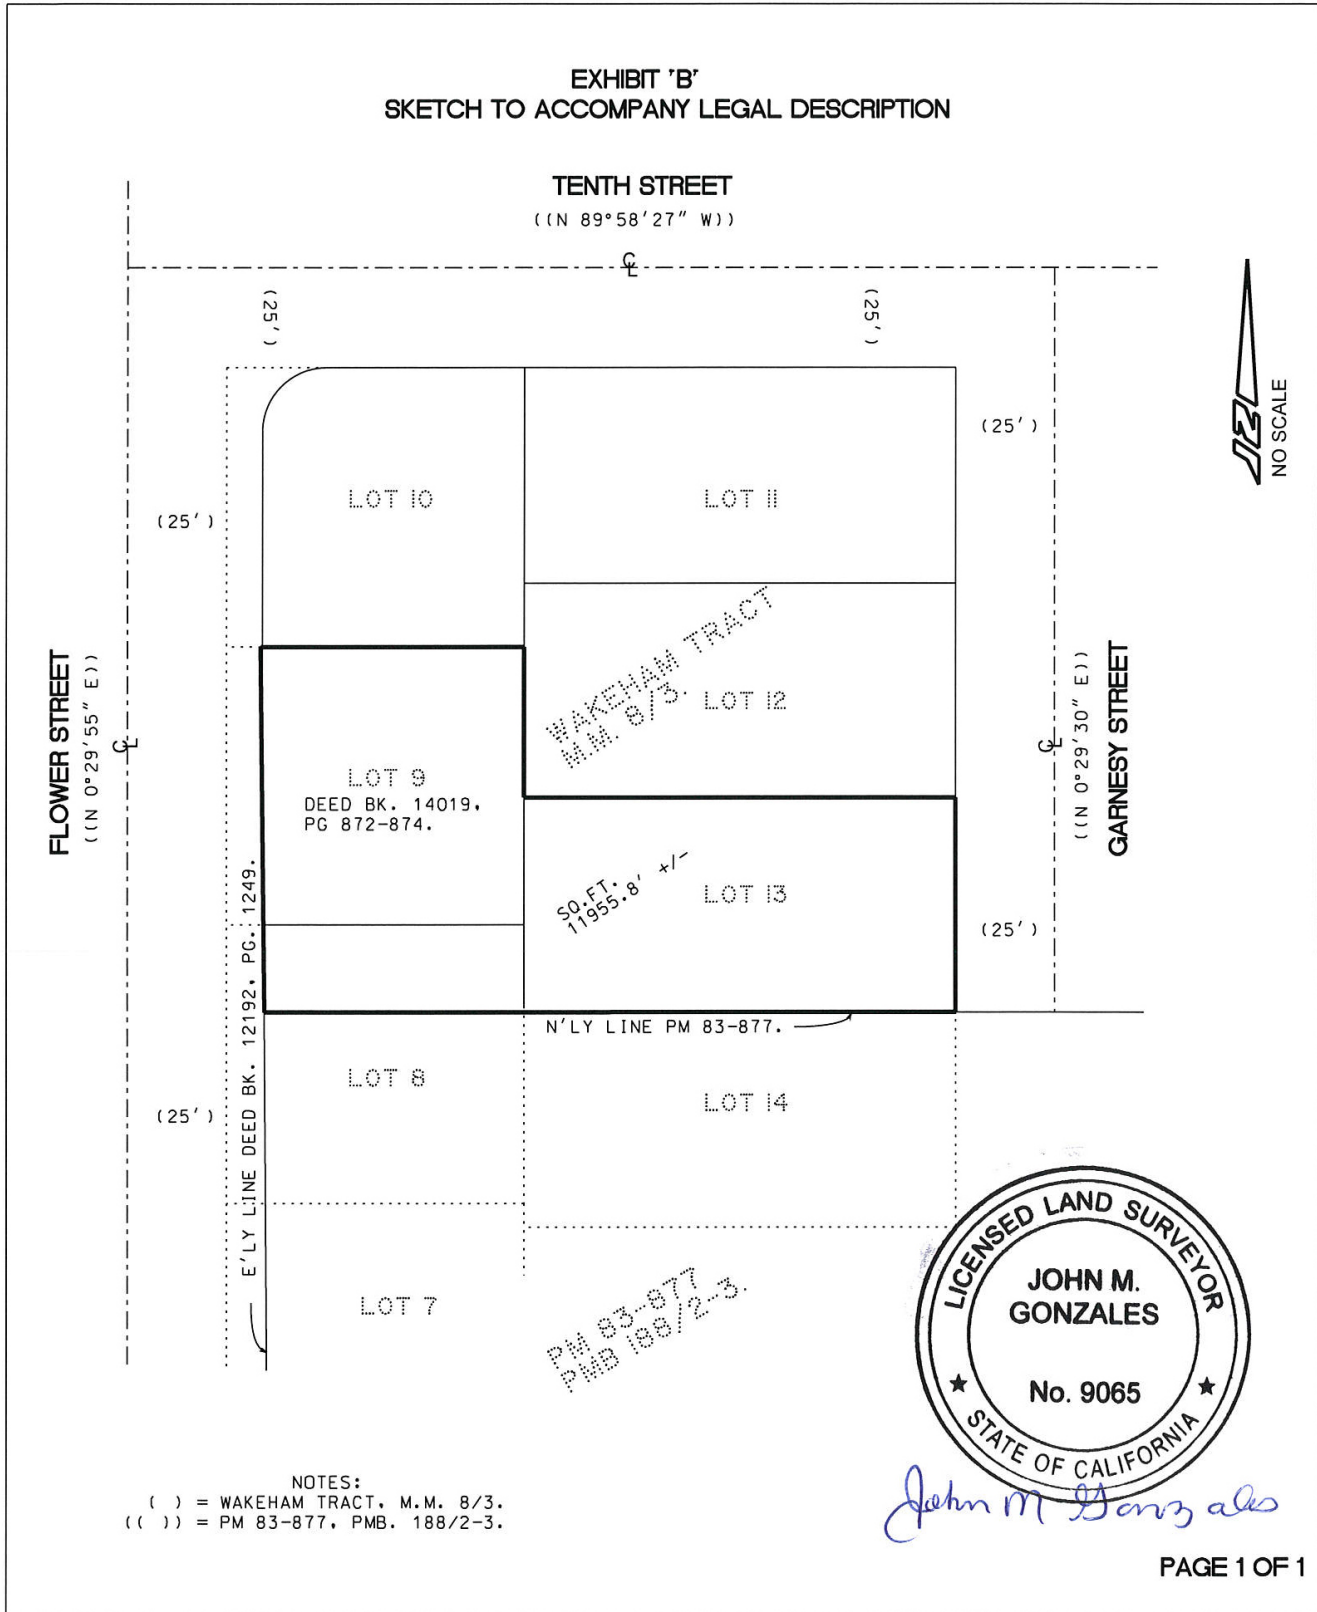 EXHIBIT 'B'
SKETCH TO ACCOMPANY LEGAL DESCRIPTION
TENTH STREET
((N 89°58'27" W))
℄
(25')
(25')
JZ
NO SCALE
(25')
(25')
LOT 10
LOT 11
WAKEHAM TRACT
M.M. 8/3.
LOT 12
FLOWER STREET
((N 0°29'55" E))
℄
℄
((N 0°29'30" E))
GARNESY STREET
LOT 9
DEED BK. 14019,
PG 872-874.
SQ.FT.
11955.8' +/-
LOT 13
(25')
E'LY LINE DEED BK. 12192, PG. 1249.
N'LY LINE PM 83-877.
LOT 8
LOT 14
(25')
LOT 7
PM 83-877
PMB 188/2-3.
LICENSED LAND SURVEYOR
JOHN M.
GONZALES
No. 9065
STATE OF CALIFORNIA
John M Gonzales
NOTES:
( ) = WAKEHAM TRACT, M.M. 8/3.
(( )) = PM 83-877, PMB. 188/2-3.
PAGE 1 OF 1